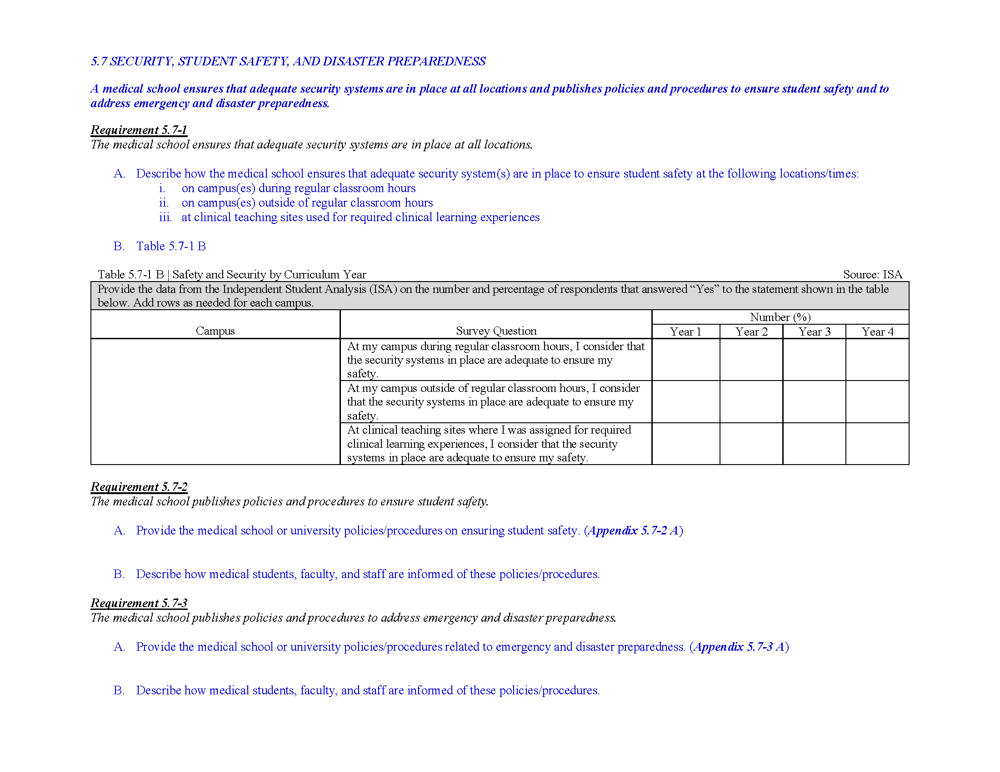 5.7 SECURITY, STUDENT SAFETY, AND DISASTER PREPAREDNESS
A medical school ensures that adequate security systems are in place at all locations and publishes policies and procedures to ensure student safety and to
address emergency and disaster preparedness.
Requirement 5.7-1
The medical school ensures that adequate security systems are in place at all locations.
A. Describe how the medical school ensures that adequate security system(s) are in place to ensure student safety at the following locations/times:
i. on campus(es) during regular classroom hours
ii. on campus(es) outside of regular classroom hours
iii. at clinical teaching sites used for required clinical learning experiences
B. Table 5.7-1 B
Table 5.7-1 B | Safety and Security by Curriculum Year Source: ISA
Provide the data from the Independent Student Analysis (ISA) on the number and percentage of respondents that answered “Yes” to the statement shown in the table
below. Add rows as needed for each campus.
Number (%)
Campus Survey Question Year 1 Year 2 Year 3 Year 4
At my campus during regular classroom hours, I consider that
the security systems in place are adequate to ensure my
safety.
At my campus outside of regular classroom hours, I consider
that the security systems in place are adequate to ensure my
safety.
At clinical teaching sites where I was assigned for required
clinical learning experiences, I consider that the security
systems in place are adequate to ensure my safety.
Requirement 5.7-2
The medical school publishes policies and procedures to ensure student safety.
A. Provide the medical school or university policies/procedures on ensuring student safety. (Appendix 5.7-2 A)
B. Describe how medical students, faculty, and staff are informed of these policies/procedures.
Requirement 5.7-3
The medical school publishes policies and procedures to address emergency and disaster preparedness.
A. Provide the medical school or university policies/procedures related to emergency and disaster preparedness. (Appendix 5.7-3 A)
B. Describe how medical students, faculty, and staff are informed of these policies/procedures.